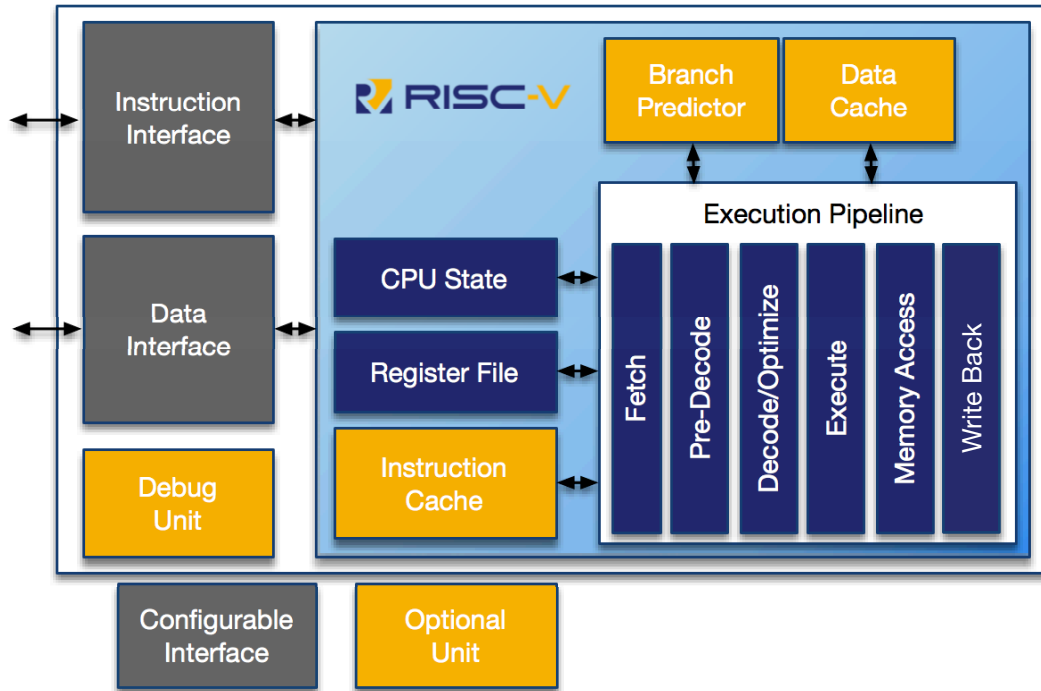 Instruction
Interface
RISC-V
Branch
Predictor
Data
Cache
Execution Pipeline
CPU State
Data
Interface
Register File
Fetch
Pre-Decode
Decode/Optimize
Execute
Memory Access
Write Back
Instruction
Cache
Debug
Unit
Configurable
Interface
Optional
Unit